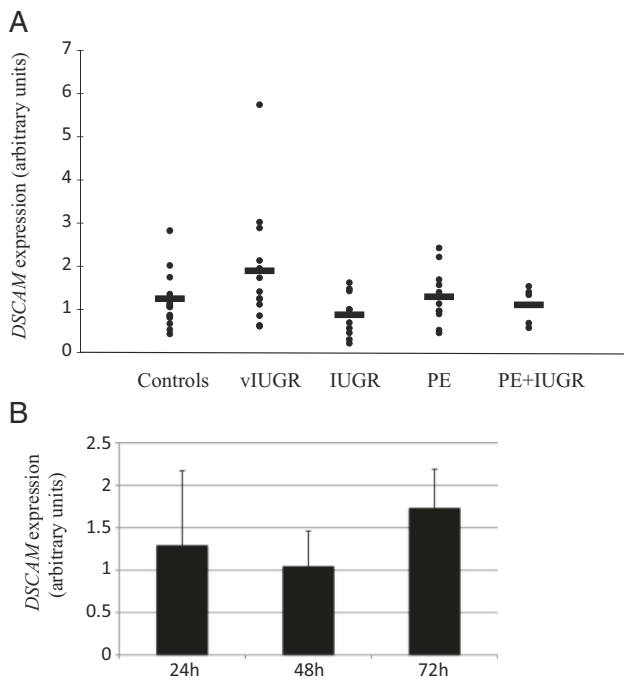 A
DSCAM expression (arbitrary units)
7
6
5
4
3
2
1
0
Controls vIUGR IUGR PE PE+IUGR
B
DSCAM expression
(arbitrary units)
2.5
2
1.5
1
0.5
0
24h 48h 72h